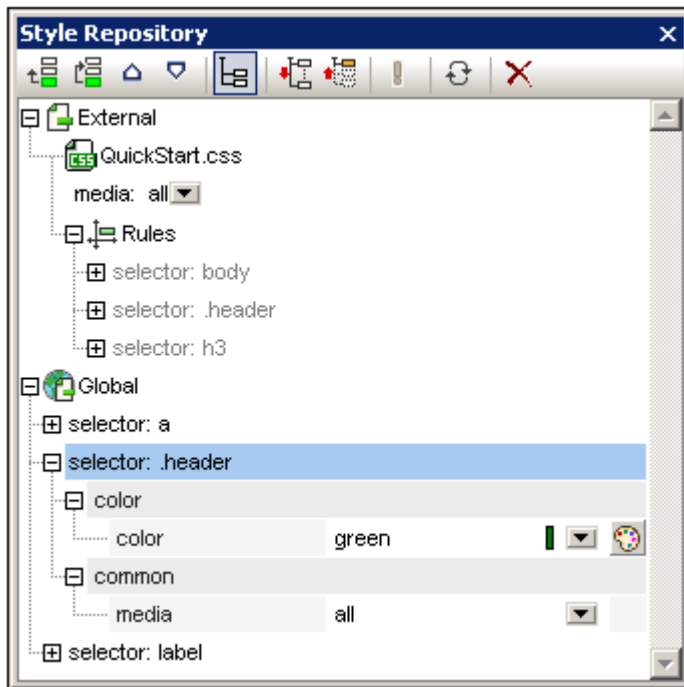 Style Repository
External
QuickStart.css
media: all
Rules
selector: body
selector: .header
selector: h3
Global
selector: a
selector: .header
color
color green
common
media all
selector: label